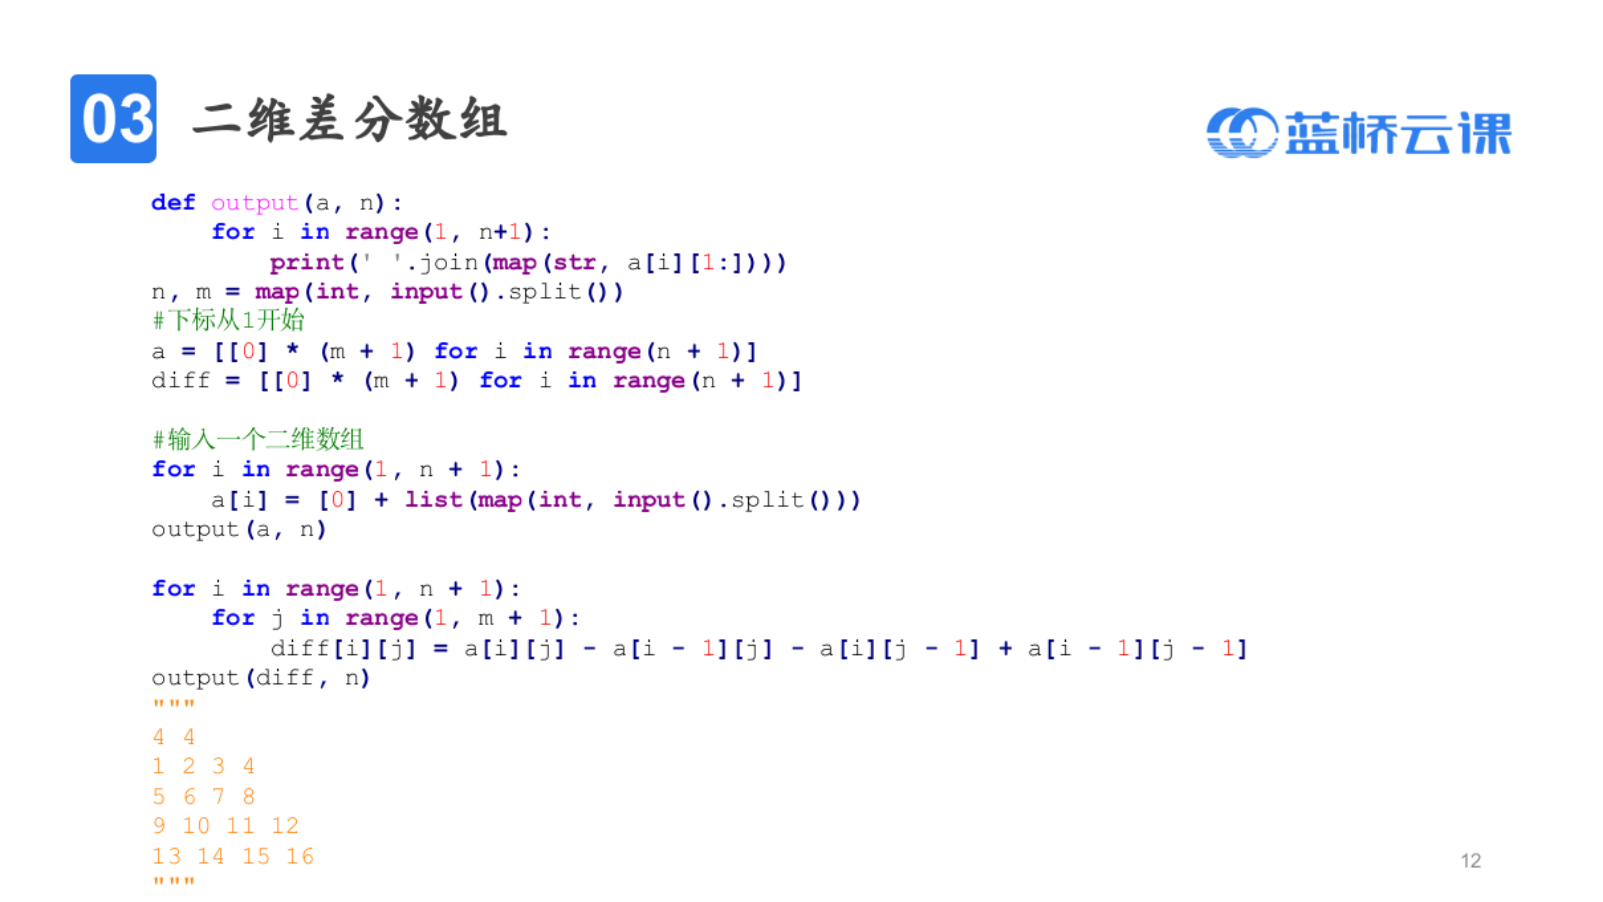 03 二维差分数组
蓝桥云课
def output(a, n):
    for i in range(1, n+1):
        print(' '.join(map(str, a[i][1:])))
n, m = map(int, input().split())
#下标从1开始
a = [[0] * (m + 1) for i in range(n + 1)]
diff = [[0] * (m + 1) for i in range(n + 1)]
#输入一个二维数组
for i in range(1, n + 1):
    a[i] = [0] + list(map(int, input().split()))
output(a, n)
for i in range(1, n + 1):
    for j in range(1, m + 1):
        diff[i][j] = a[i][j] - a[i - 1][j] - a[i][j - 1] + a[i - 1][j - 1]
output(diff, n)
"""
4 4
1 2 3 4
5 6 7 8
9 10 11 12
13 14 15 16
"""
12